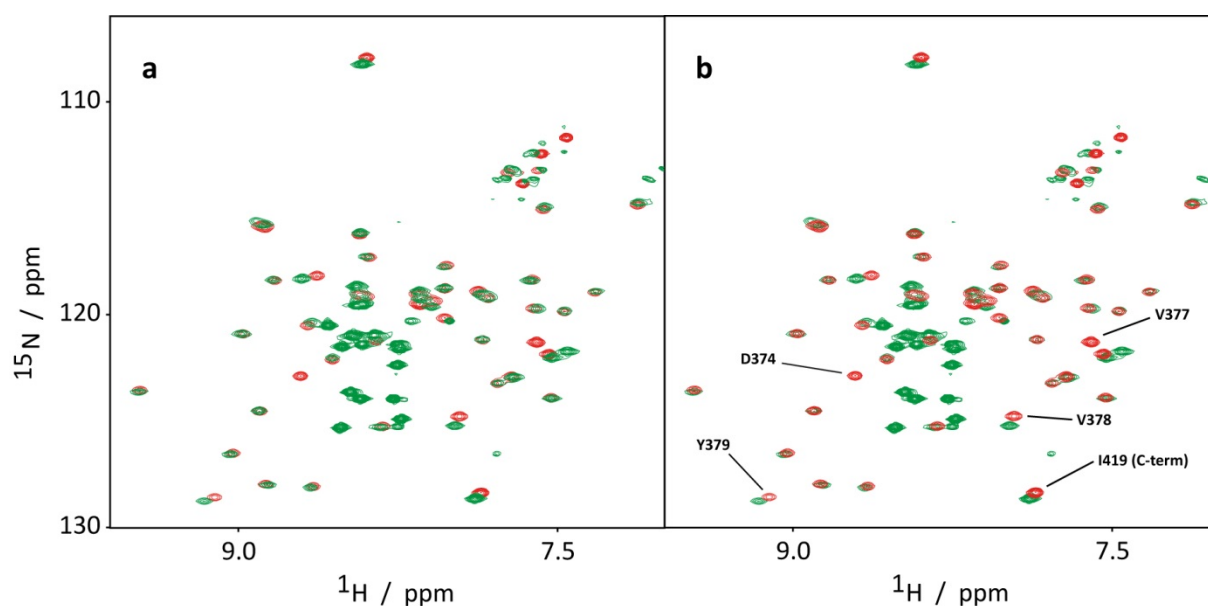 a
b
110
120
130
15N / ppm
D374
V377
V378
Y379
I419 (C-term)
9.0
7.5
9.0
7.5
1H / ppm
1H / ppm